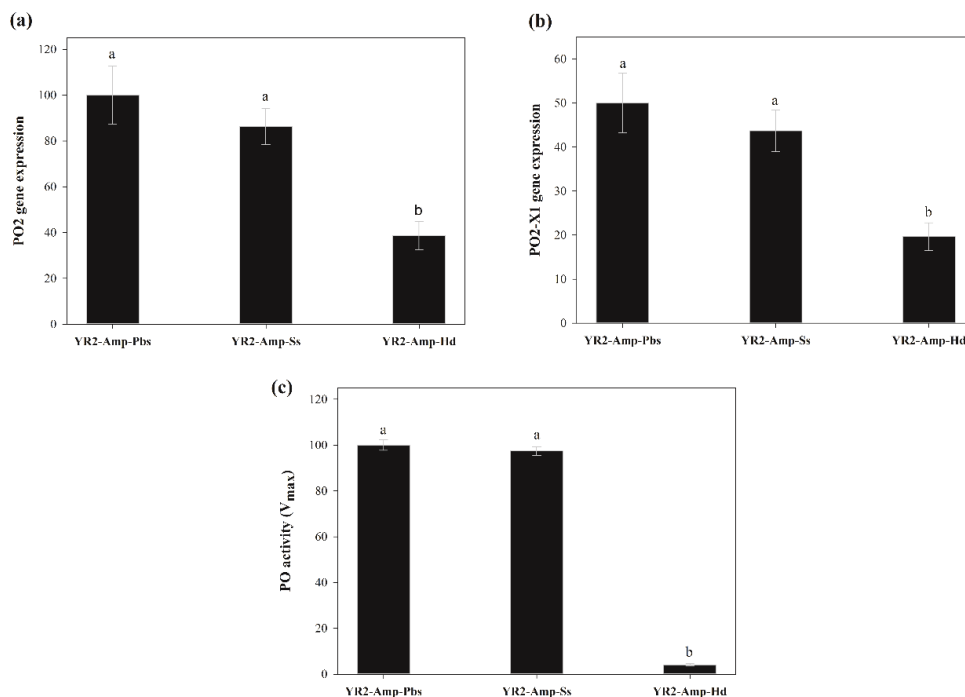 (a)
120
100
80
60
40
20
0
PO2 gene expression
a
a
b
YR2-Amp-Pbs
YR2-Amp-Ss
YR2-Amp-Hd
(b)
60
50
40
30
20
10
0
PO2-X1 gene expression
a
a
b
YR2-Amp-Pbs
YR2-Amp-Ss
YR2-Amp-Hd
(c)
120
100
80
60
40
20
0
PO activity (Vmax)
a
a
b
YR2-Amp-Pbs
YR2-Amp-Ss
YR2-Amp-Hd